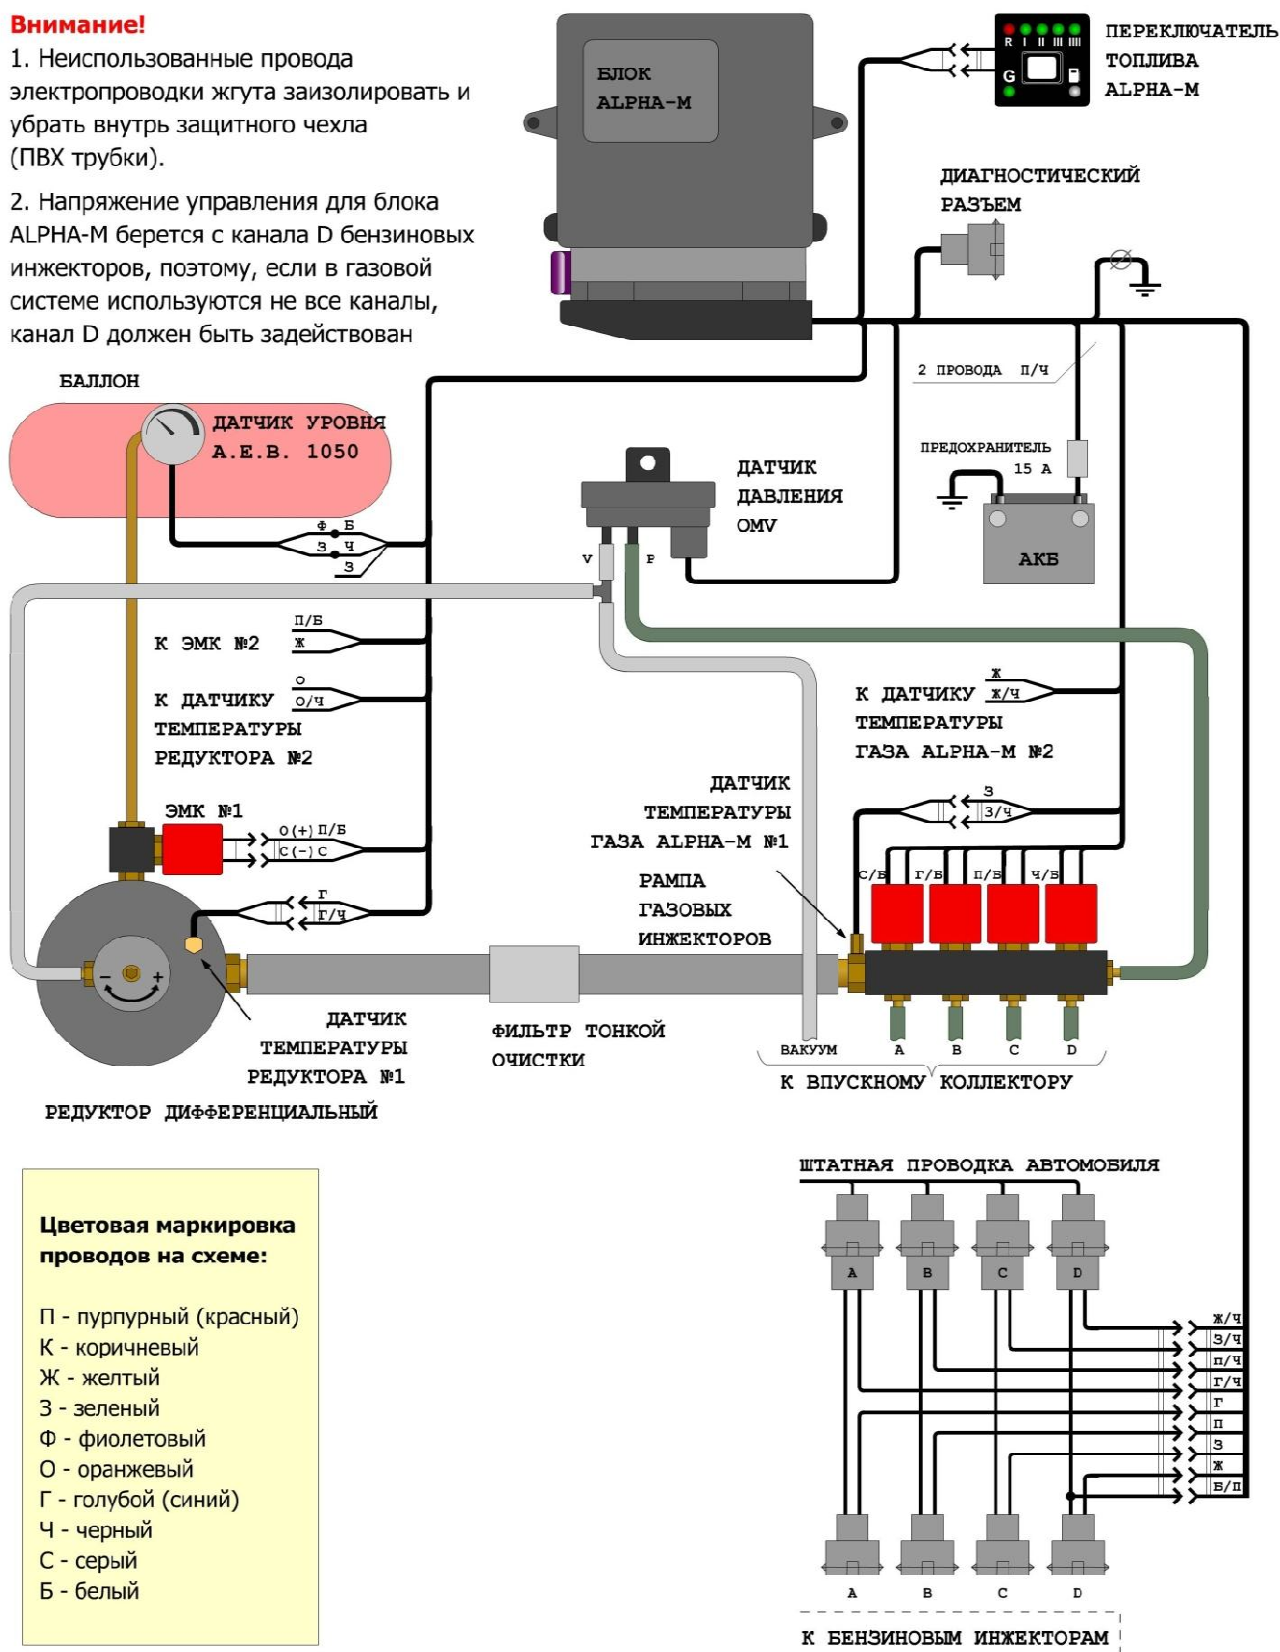 Внимание!
1. Неиспользованные провода
электропроводки жгута заизолировать и
убрать внутрь защитного чехла
(ПВХ трубки).
2. Напряжение управления для блока
ALPHA-M берется с канала D бензиновых
инжекторов, поэтому, если в газовой
системе используются не все каналы,
канал D должен быть задействован
БЛОК
ALPHA-M
R I II III IIII
G
ПЕРЕКЛЮЧАТЕЛЬ
ТОПЛИВА
ALPHA-M
ДИАГНОСТИЧЕСКИЙ
РАЗЪЕМ
2 ПРОВОДА П/Ч
ПРЕДОХРАНИТЕЛЬ
15 А
АКБ
БАЛЛОН
ДАТЧИК УРОВНЯ
A.E.B. 1050
Ф Б
З Ч
З
ДАТЧИК
ДАВЛЕНИЯ
OMV
V P
К ЭМК №2
П/Б
Ж
К ДАТЧИКУ
ТЕМПЕРАТУРЫ
РЕДУКТОРА №2
О
О/Ч
К ДАТЧИКУ
ТЕМПЕРАТУРЫ
ГАЗА ALPHA-M №2
Ж
Ж/Ч
ЭМК №1
О(+) П/Б
С(-) С
Г
Г/Ч
ДАТЧИК
ТЕМПЕРАТУРЫ
ГАЗА ALPHA-M №1
З
З/Ч
РАМПА
ГАЗОВЫХ
ИНЖЕКТОРОВ
С/Б Г/Б П/Б Ч/Б
- +
ДАТЧИК
ТЕМПЕРАТУРЫ
РЕДУКТОРА №1
ФИЛЬТР ТОНКОЙ
ОЧИСТКИ
ВАКУУМ A B C D
К ВПУСКНОМУ КОЛЛЕКТОРУ
РЕДУКТОР ДИФФЕРЕНЦИАЛЬНЫЙ
Цветовая маркировка
проводов на схеме:
П - пурпурный (красный)
К - коричневый
Ж - желтый
З - зеленый
Ф - фиолетовый
О - оранжевый
Г - голубой (синий)
Ч - черный
С - серый
Б - белый
ШТАТНАЯ ПРОВОДКА АВТОМОБИЛЯ
A B C D
Ж/Ч
З/Ч
П/Ч
Г/Ч
Г
П
З
Ж
Б/П
A B C D
К БЕНЗИНОВЫМ ИНЖЕКТОРАМ